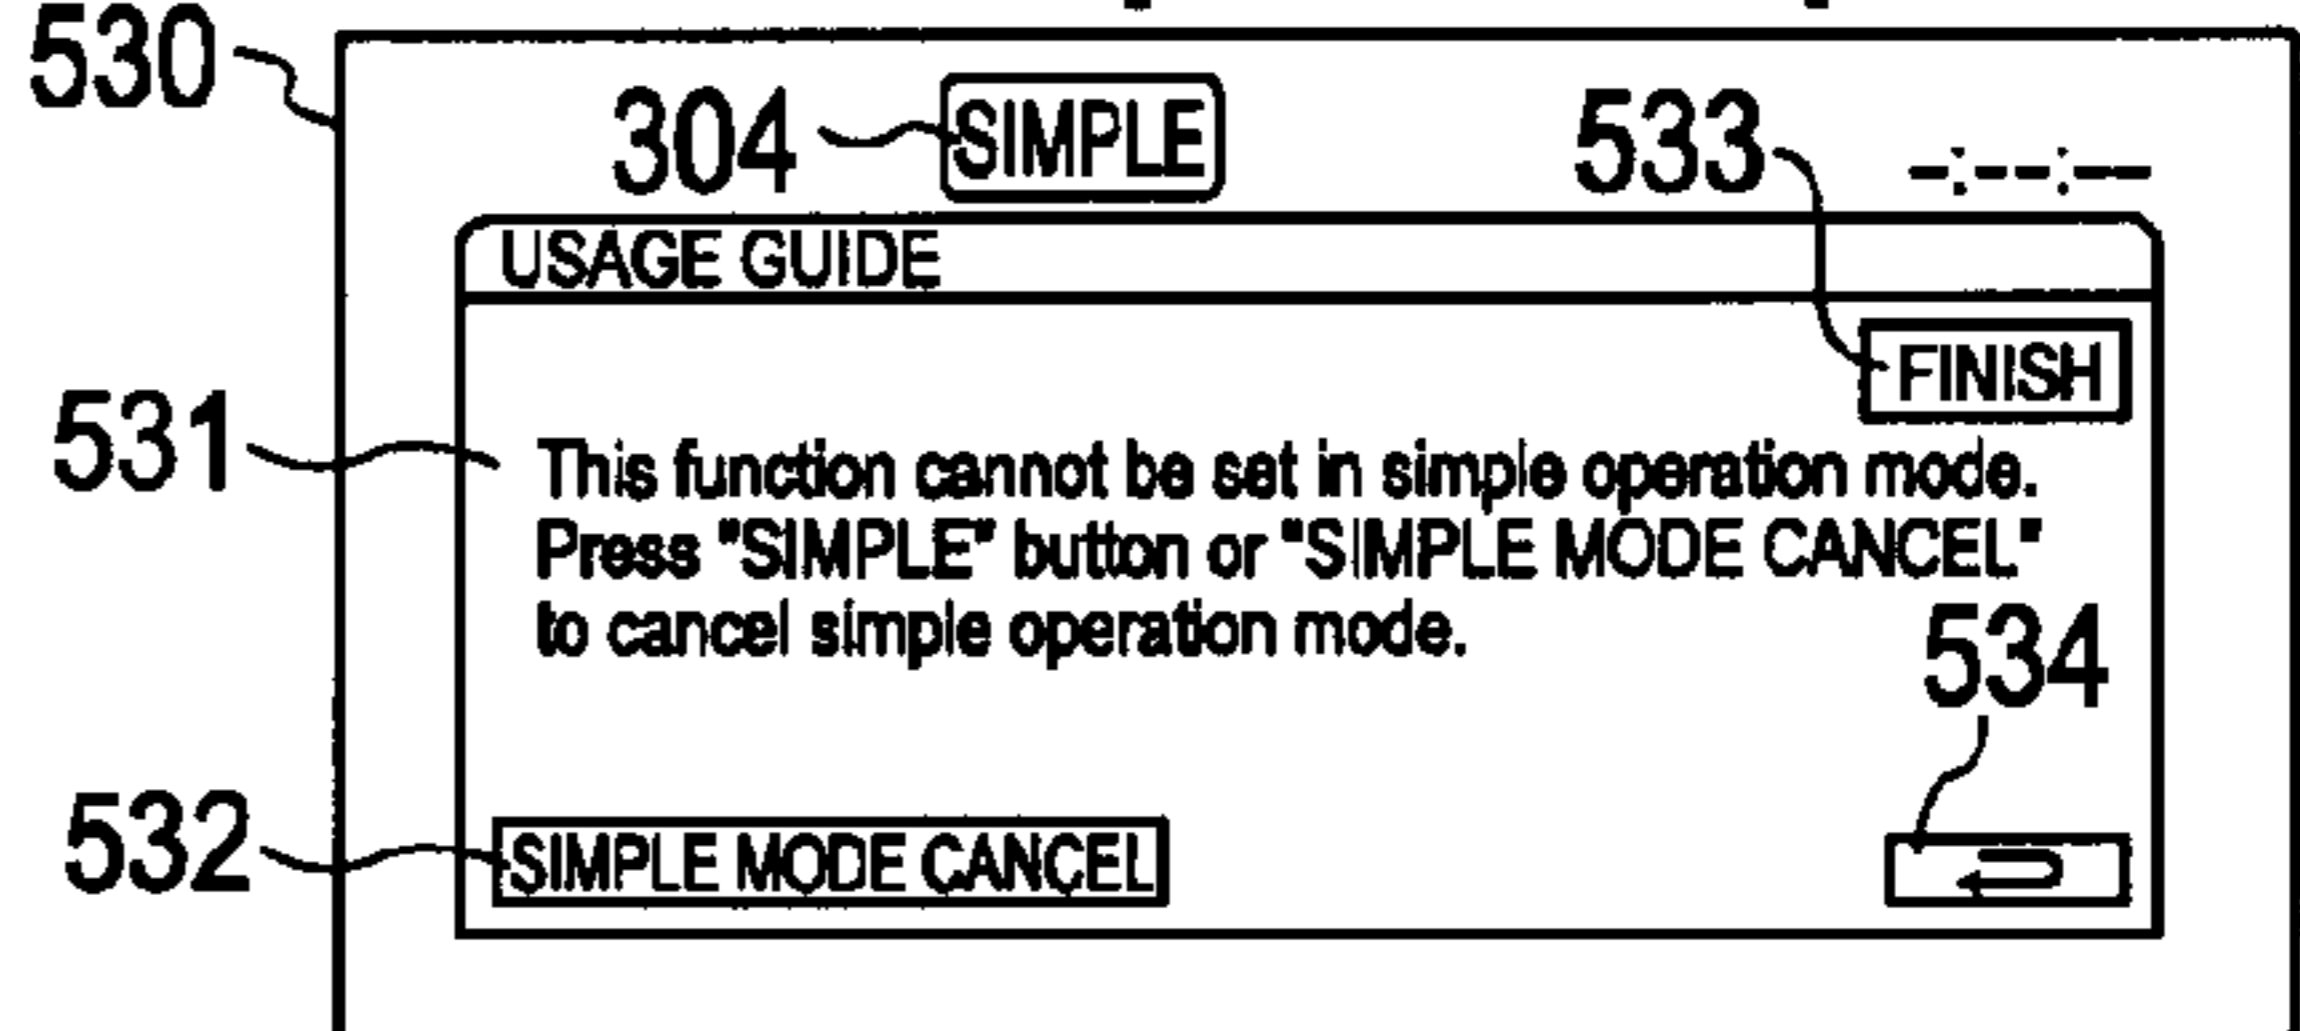 530
304 SIMPLE 533 -:--:--
USAGE GUIDE
FINISH
531
This function cannot be set in simple operation mode.
Press "SIMPLE" button or "SIMPLE MODE CANCEL"
to cancel simple operation mode.
534
532 SIMPLE MODE CANCEL